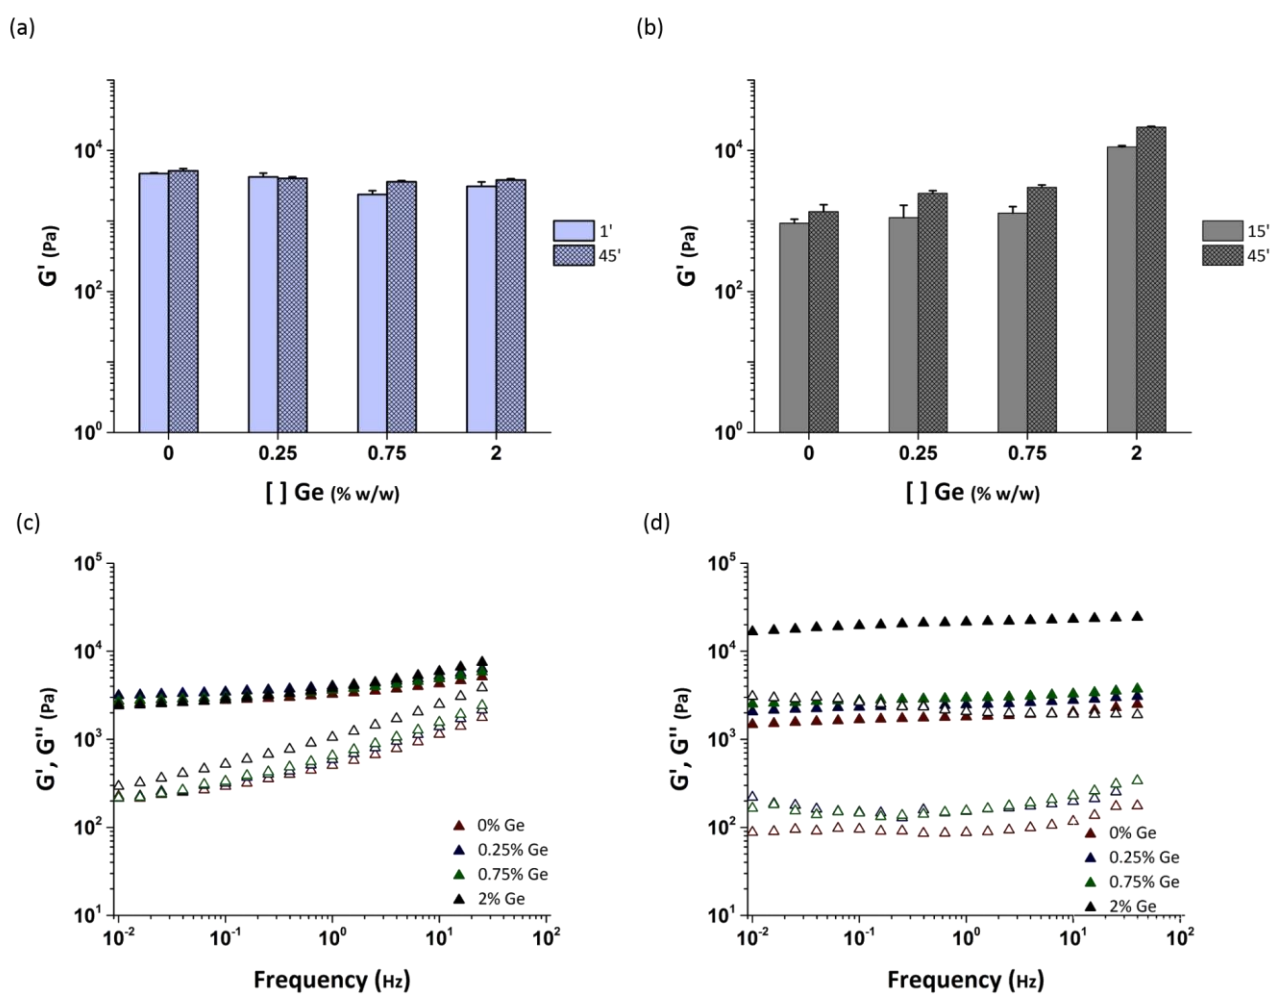 (a)
(b)
10⁴
10²
10⁰
G' (Pa)
0 0.25 0.75 2
[ ] Ge (% w/w)
1'
45'
10⁴
10²
10⁰
G' (Pa)
0 0.25 0.75 2
[ ] Ge (% w/w)
15'
45'
(c)
(d)
10⁵
10⁴
10³
10²
10¹
G', G'' (Pa)
0% Ge
0.25% Ge
0.75% Ge
2% Ge
10⁻² 10⁻¹ 10⁰ 10¹ 10²
Frequency (Hz)
10⁵
10⁴
10³
10²
10¹
G', G'' (Pa)
0% Ge
0.25% Ge
0.75% Ge
2% Ge
10⁻² 10⁻¹ 10⁰ 10¹ 10²
Frequency (Hz)